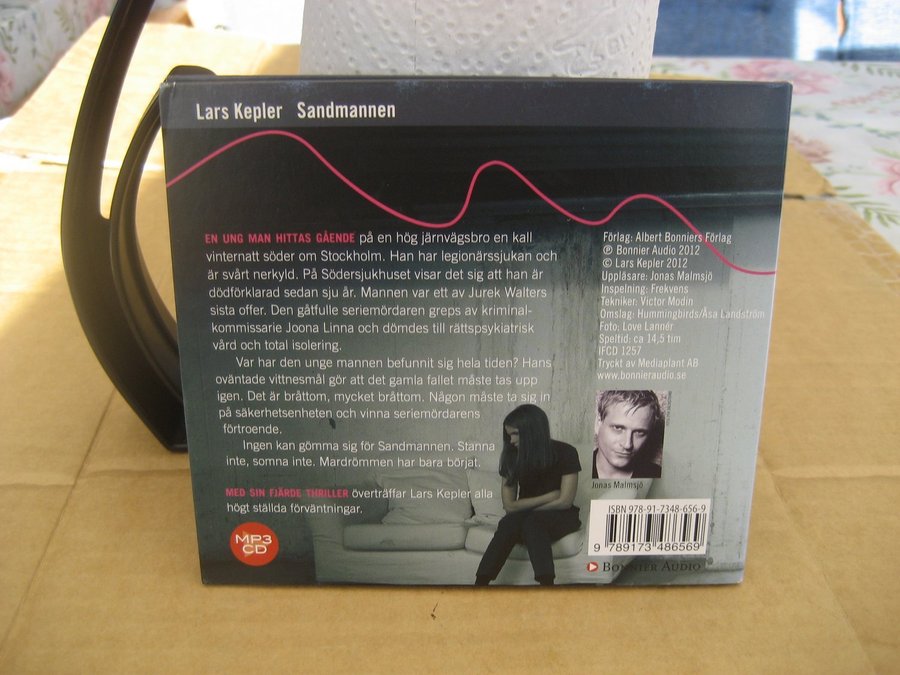 Lars Kepler Sandmannen
EN UNG MAN HITTAS GÅENDE på en hög järnvägsbro en kall
vinternatt söder om Stockholm. Han har legionärssjukan och
är svårt nerkyld. På Södersjukhuset visar det sig att han är
dödförklarad sedan sju år. Mannen var ett av Jurek Walters
sista offer. Den gåtfulle seriemördaren greps av kriminal-
kommissarie Joona Linna och dömdes till rättspsykiatrisk
vård och total isolering.
Var har den unge mannen befunnit sig hela tiden? Hans
oväntade vittnesmål gör att det gamla fallet måste tas upp
igen. Det är bråttom, mycket bråttom. Någon måste ta sig in
på säkerhetsenheten och vinna seriemördarens
förtroende.
Ingen kan gömma sig för Sandmannen. Stanna
inte, somna inte. Mardrömmen har bara börjat.
MED SIN FJÄRDE THRILLER överträffar Lars Kepler alla
högt ställda förväntningar.
MP3
CD
Förlag: Albert Bonniers Förlag
℗ Bonnier Audio 2012
© Lars Kepler 2012
Uppläsare: Jonas Malmsjö
Inspelning: Frekvens
Tekniker: Victor Modin
Omslag: Hummingbirds/Åsa Landström
Foto: Love Lannér
Speltid: ca 14,5 tim
IFCD 1257
Tryckt av Mediaplant AB
www.bonnieraudio.se
Jonas Malmsjö
ISBN 978-91-7348-656-9
9 789173 486569
BONNIER AUDIO